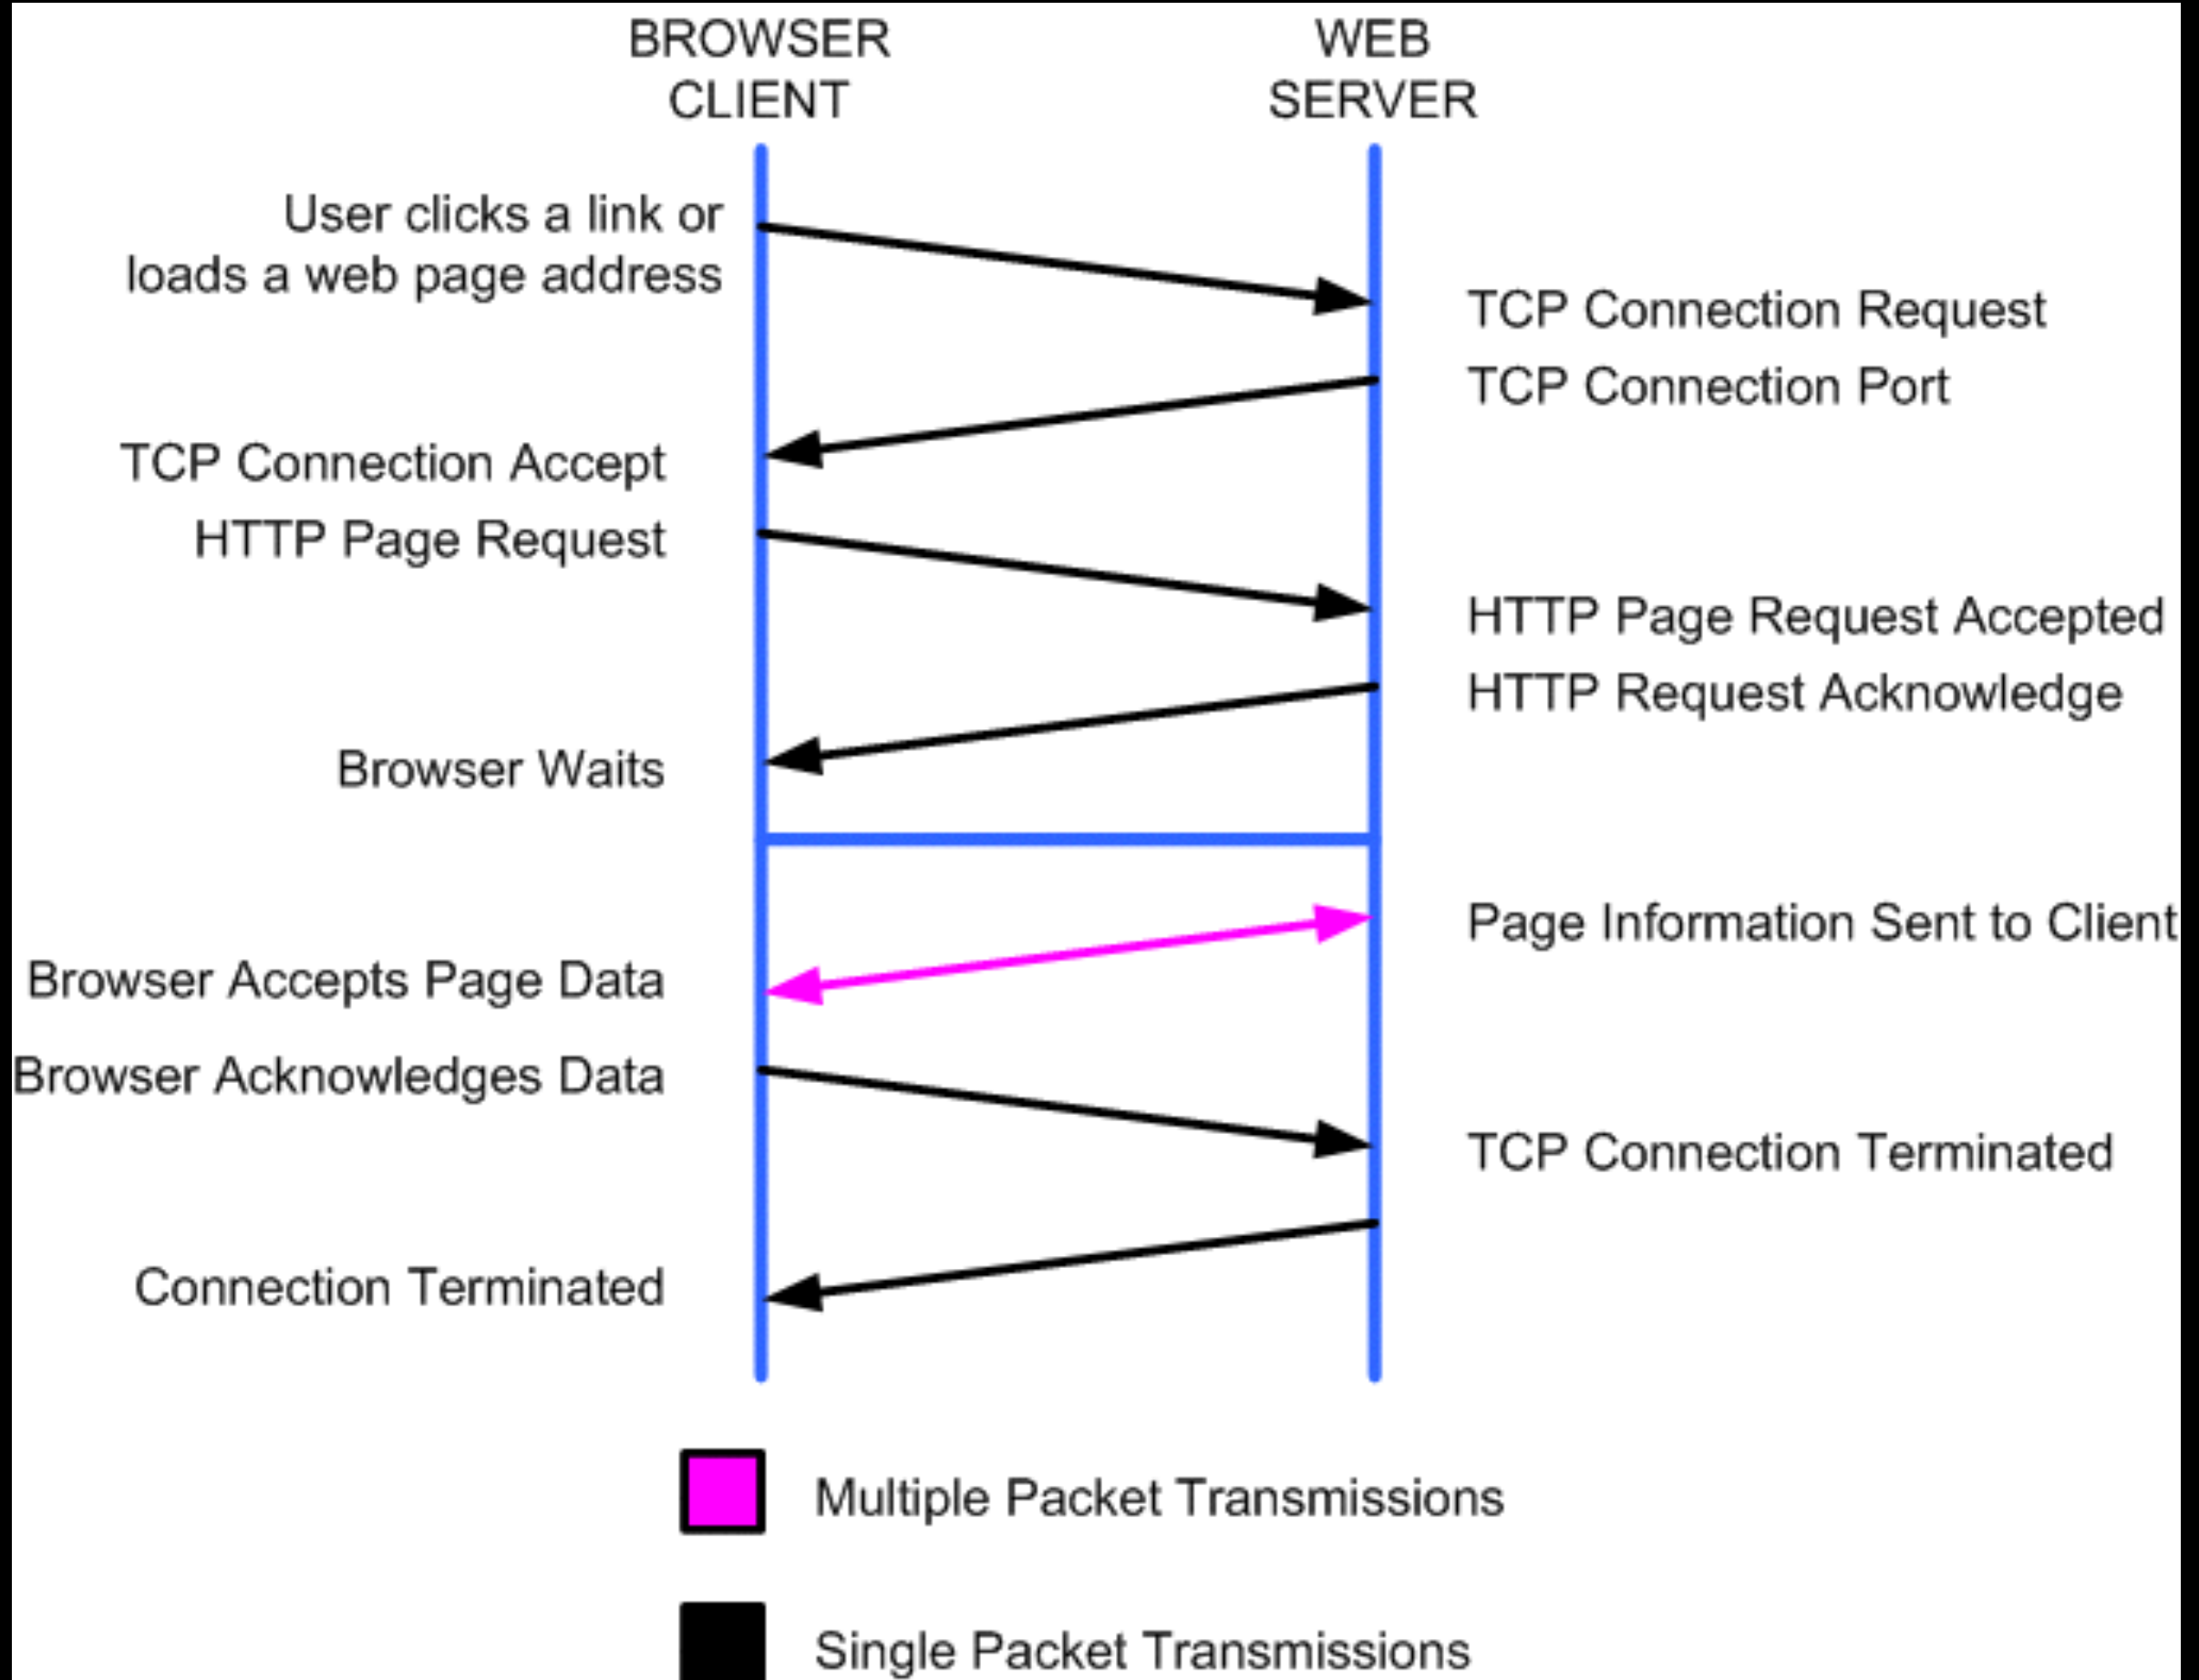 BROWSER
CLIENT
WEB
SERVER
User clicks a link or
loads a web page address
TCP Connection Request
TCP Connection Port
TCP Connection Accept
HTTP Page Request
HTTP Page Request Accepted
HTTP Request Acknowledge
Browser Waits
Page Information Sent to Client
Browser Accepts Page Data
Browser Acknowledges Data
TCP Connection Terminated
Connection Terminated
Multiple Packet Transmissions
Single Packet Transmissions